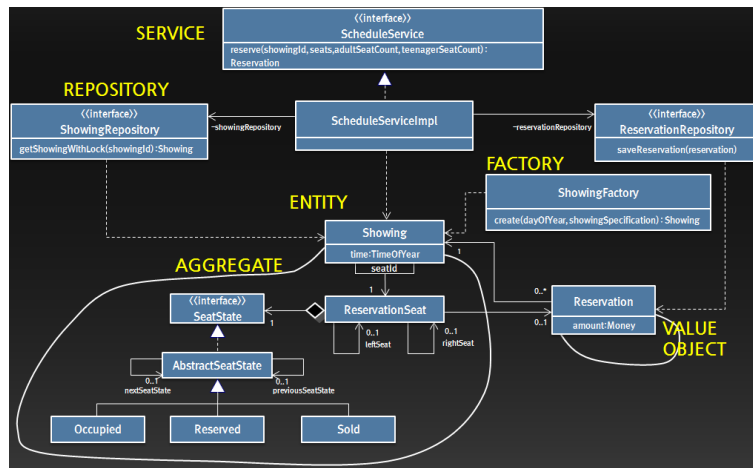 SERVICE
⟨⟨interface⟩⟩
ScheduleService
reserve(showingId,seats,adultSeatCount,teenagerSeatCount):
Reservation
REPOSITORY
⟨⟨interface⟩⟩
ShowingRepository
getShowingWithLock(showingId):Showing
-showingRepository
ScheduleServiceImpl
-reservationRepository
⟨⟨interface⟩⟩
ReservationRepository
saveReservation(reservation)
FACTORY
ShowingFactory
create(dayOfYear,showingSpecification) : Showing
ENTITY
Showing
time:TimeOfYear
seatId
1
1
AGGREGATE
⟨⟨interface⟩⟩
SeatState
1
ReservationSeat
0..1
leftSeat
0..1
rightSeat
0..*
0..1
Reservation
amount:Money
VALUE
OBJECT
AbstractSeatState
0..1
nextSeatState
0..1
previousSeatState
Occupied
Reserved
Sold